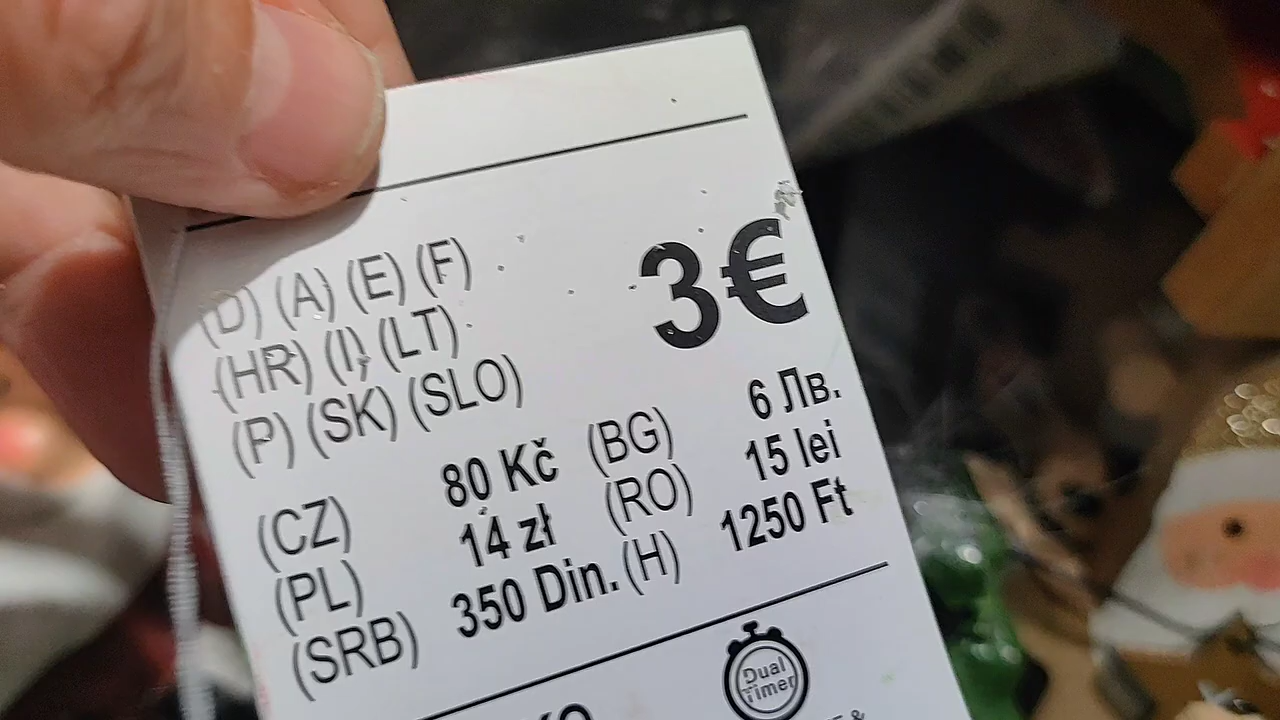 (D) (A) (E) (F)
3€
(HR) (I) (LT)
(P) (SK) (SLO)
(CZ) 80 Kč (BG) 6 Лв.
(PL) 14 zł (RO) 15 lei
(SRB) 350 Din. (H) 1250 Ft
Dual
Timer
&